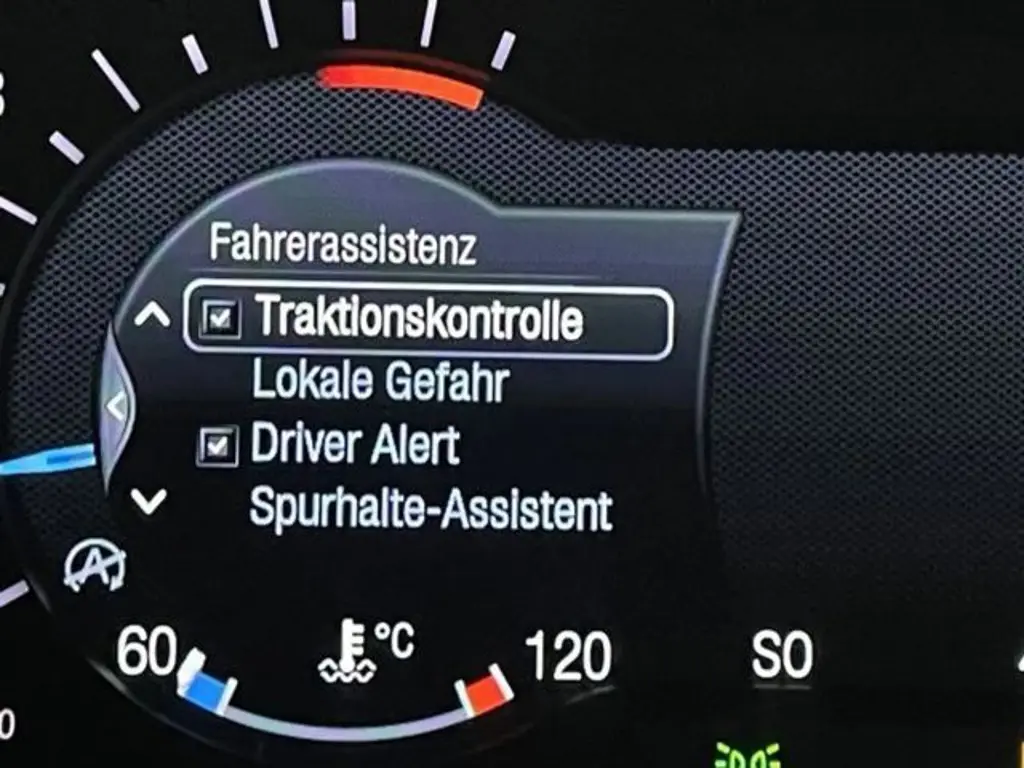 Fahrerassistenz
Traktionskontrolle
Lokale Gefahr
Driver Alert
Spurhalte-Assistent
A
60 °C 120 SO